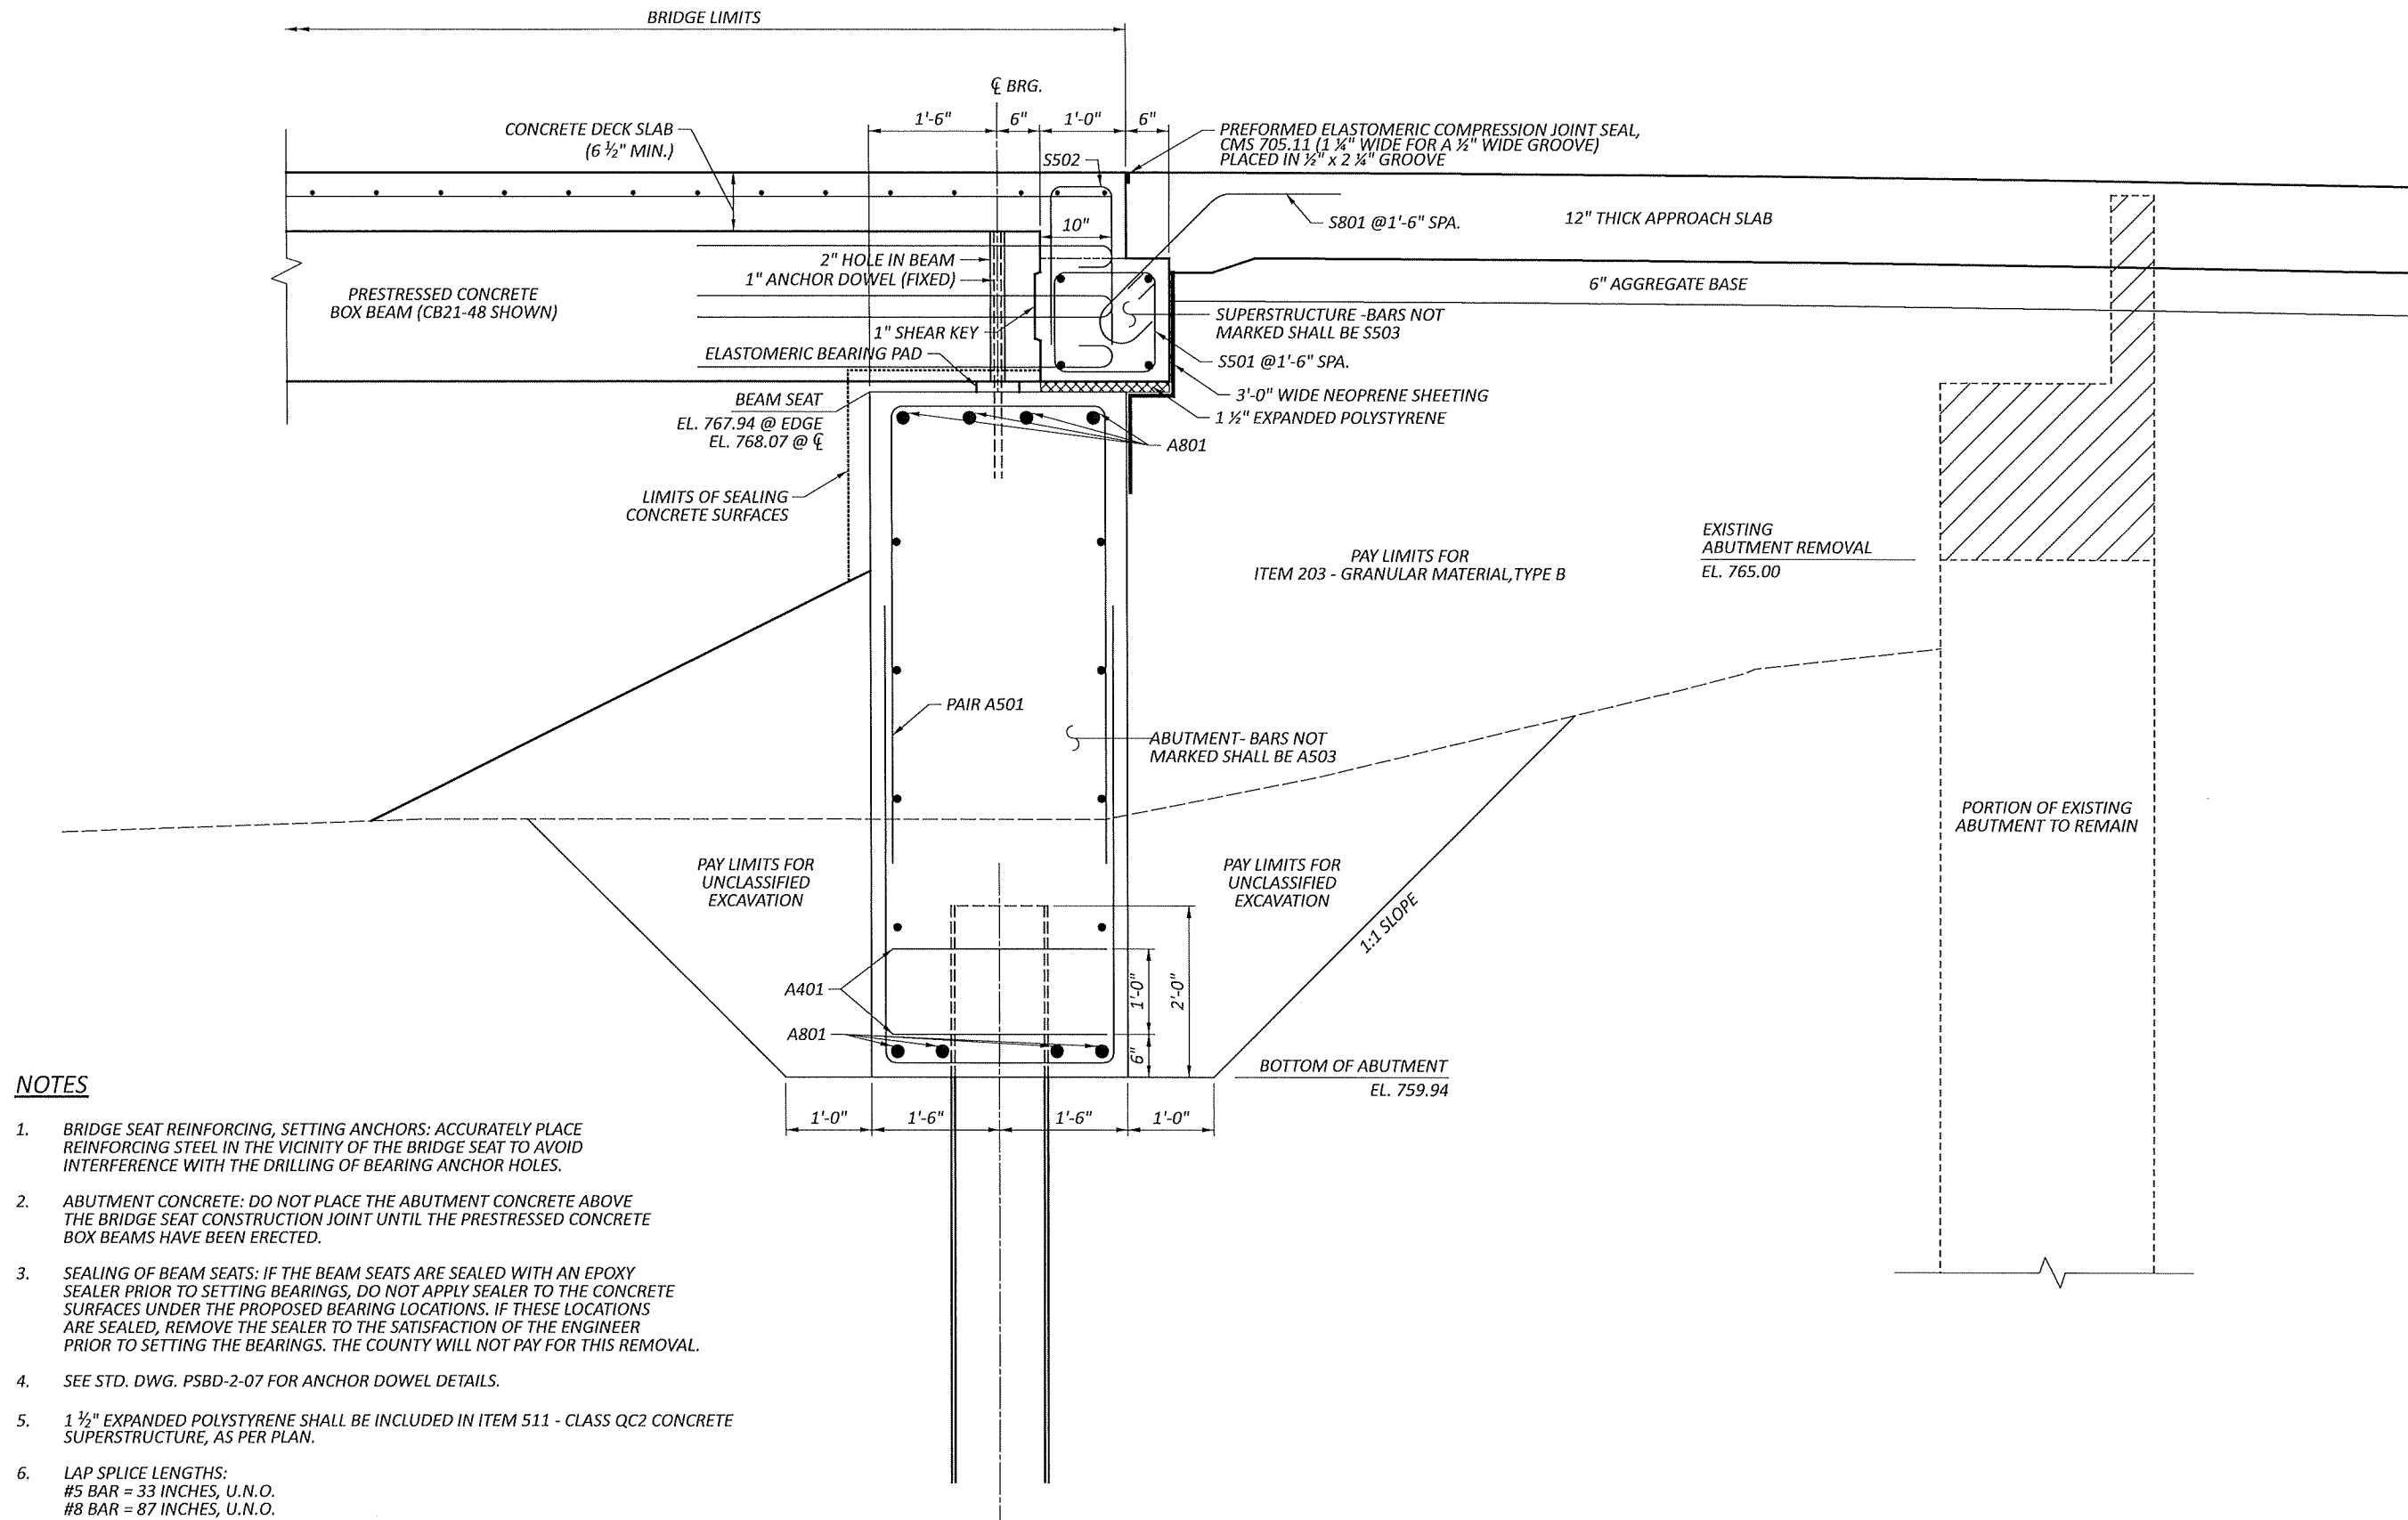 BRIDGE LIMITS
℄ BRG.
1'-6"
6"
1'-0"
6"
CONCRETE DECK SLAB
(6 ½" MIN.)
S502
PREFORMED ELASTOMERIC COMPRESSION JOINT SEAL,
CMS 705.11 (1 ¼" WIDE FOR A ½" WIDE GROOVE)
PLACED IN ½" x 2 ¼" GROOVE
10"
S801 @1'-6" SPA.
12" THICK APPROACH SLAB
2" HOLE IN BEAM
1" ANCHOR DOWEL (FIXED)
6" AGGREGATE BASE
PRESTRESSED CONCRETE
BOX BEAM (CB21-48 SHOWN)
SUPERSTRUCTURE -BARS NOT
MARKED SHALL BE S503
1" SHEAR KEY
ELASTOMERIC BEARING PAD
S501 @1'-6" SPA.
3'-0" WIDE NEOPRENE SHEETING
1 ½" EXPANDED POLYSTYRENE
BEAM SEAT
EL. 767.94 @ EDGE
EL. 768.07 @ ℄
A801
LIMITS OF SEALING
CONCRETE SURFACES
PAY LIMITS FOR
ITEM 203 - GRANULAR MATERIAL,TYPE B
EXISTING
ABUTMENT REMOVAL
EL. 765.00
PAIR A501
ABUTMENT- BARS NOT
MARKED SHALL BE A503
PORTION OF EXISTING
ABUTMENT TO REMAIN
PAY LIMITS FOR
UNCLASSIFIED
EXCAVATION
PAY LIMITS FOR
UNCLASSIFIED
EXCAVATION
1:1 SLOPE
A401
1'-0"
2'-0"
A801
6"
BOTTOM OF ABUTMENT
EL. 759.94
1'-0"
1'-6"
1'-6"
1'-0"
NOTES
1. BRIDGE SEAT REINFORCING, SETTING ANCHORS: ACCURATELY PLACE
REINFORCING STEEL IN THE VICINITY OF THE BRIDGE SEAT TO AVOID
INTERFERENCE WITH THE DRILLING OF BEARING ANCHOR HOLES.
2. ABUTMENT CONCRETE: DO NOT PLACE THE ABUTMENT CONCRETE ABOVE
THE BRIDGE SEAT CONSTRUCTION JOINT UNTIL THE PRESTRESSED CONCRETE
BOX BEAMS HAVE BEEN ERECTED.
3. SEALING OF BEAM SEATS: IF THE BEAM SEATS ARE SEALED WITH AN EPOXY
SEALER PRIOR TO SETTING BEARINGS, DO NOT APPLY SEALER TO THE CONCRETE
SURFACES UNDER THE PROPOSED BEARING LOCATIONS. IF THESE LOCATIONS
ARE SEALED, REMOVE THE SEALER TO THE SATISFACTION OF THE ENGINEER
PRIOR TO SETTING THE BEARINGS. THE COUNTY WILL NOT PAY FOR THIS REMOVAL.
4. SEE STD. DWG. PSBD-2-07 FOR ANCHOR DOWEL DETAILS.
5. 1 ½" EXPANDED POLYSTYRENE SHALL BE INCLUDED IN ITEM 511 - CLASS QC2 CONCRETE
SUPERSTRUCTURE, AS PER PLAN.
6. LAP SPLICE LENGTHS:
#5 BAR = 33 INCHES, U.N.O.
#8 BAR = 87 INCHES, U.N.O.